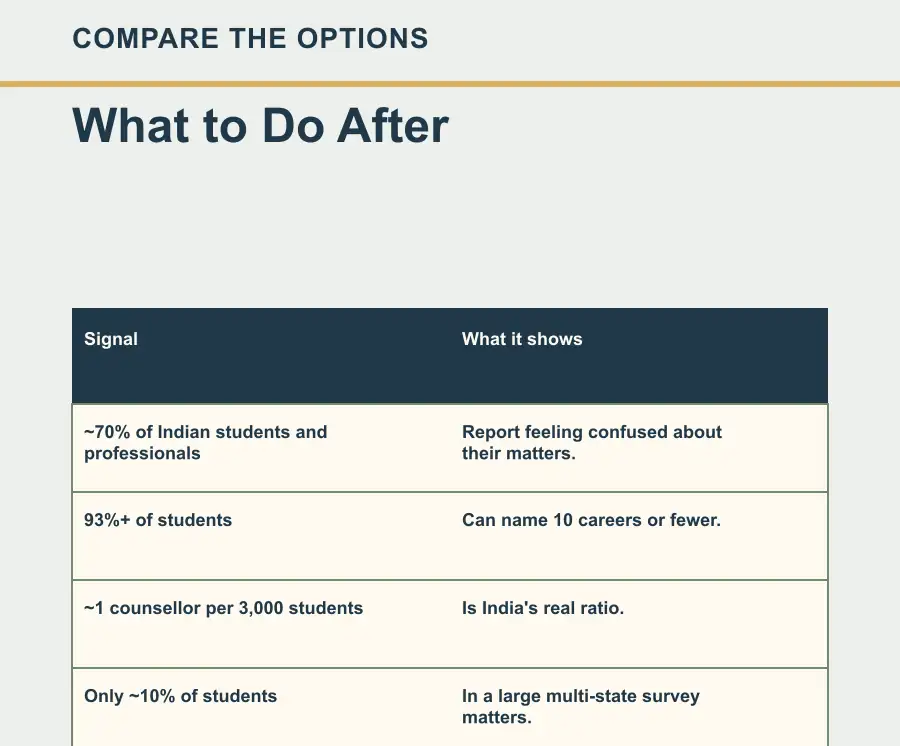 COMPARE THE OPTIONS
What to Do After
Signal
What it shows
~70% of Indian students and
professionals
Report feeling confused about
their matters.
93%+ of students
Can name 10 careers or fewer.
~1 counsellor per 3,000 students
Is India's real ratio.
Only ~10% of students
In a large multi-state survey
matters.